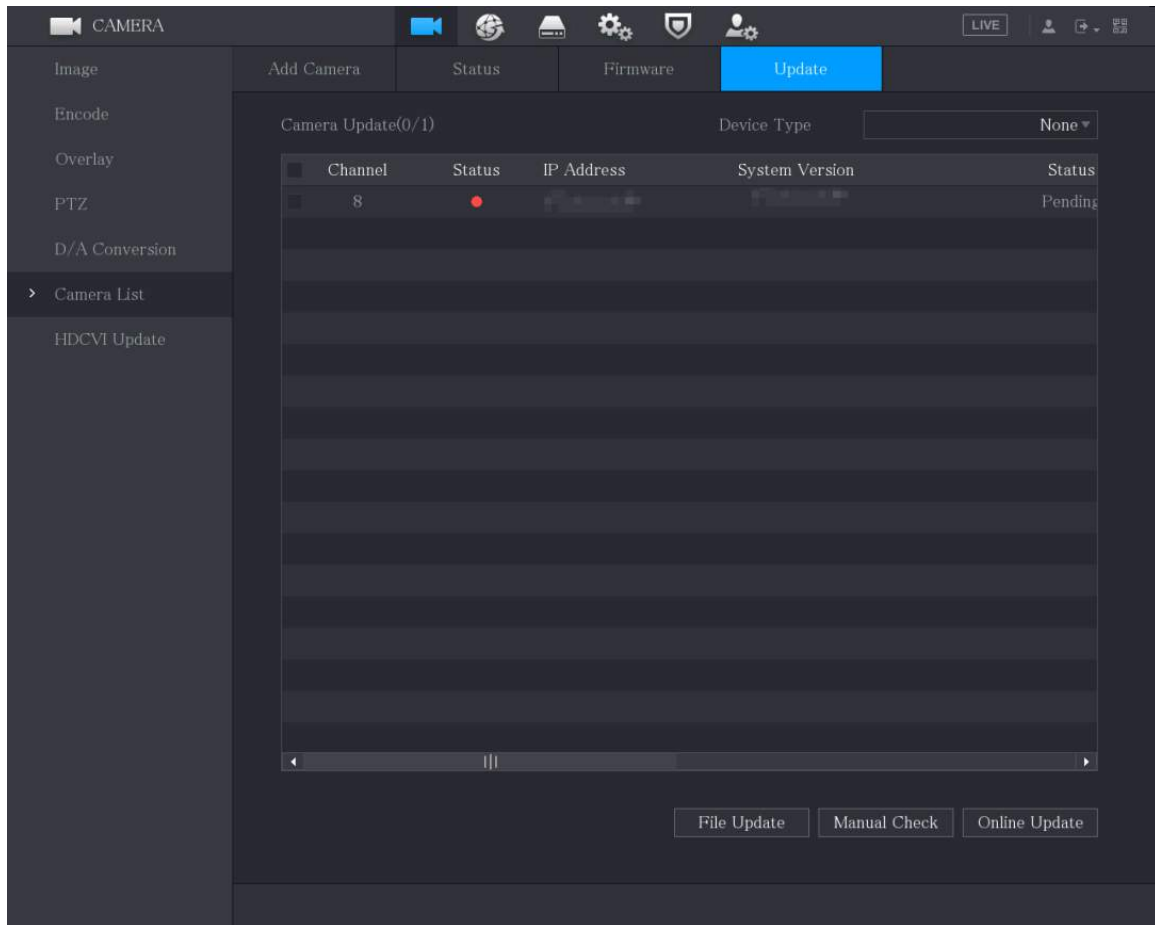 CAMERA LIVE
Image Add Camera Status Firmware Update
Encode Camera Update(0/1) Device Type None
Overlay Channel Status IP Address System Version Status
PTZ 8 Pending
D/A Conversion
Camera List
HDCVI Update
File Update Manual Check Online Update